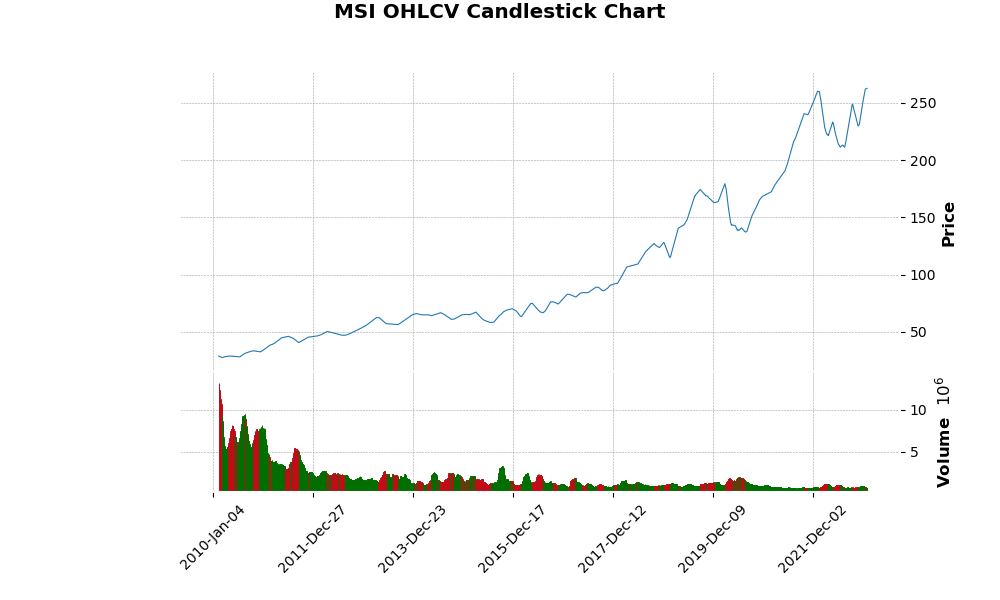 MSI OHLCV Candlestick Chart
250
200
150
100
50
Price
10
5
Volume 10^6
2010-Jan-04
2011-Dec-27
2013-Dec-23
2015-Dec-17
2017-Dec-12
2019-Dec-09
2021-Dec-02